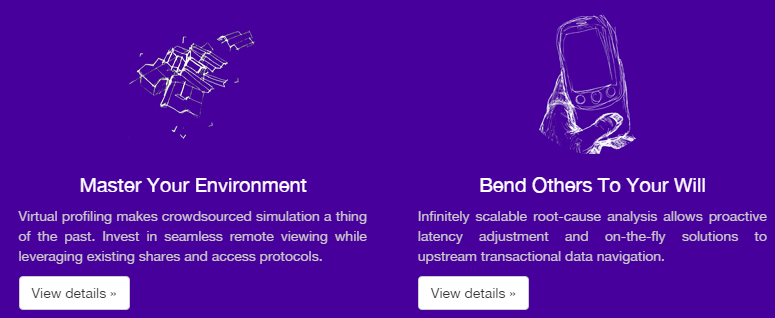 Master Your Environment
Virtual profiling makes crowdsourced simulation a thing
of the past. Invest in seamless remote viewing while
leveraging existing shares and access protocols.
View details »
Bend Others To Your Will
Infinitely scalable root-cause analysis allows proactive
latency adjustment and on-the-fly solutions to
upstream transactional data navigation.
View details »